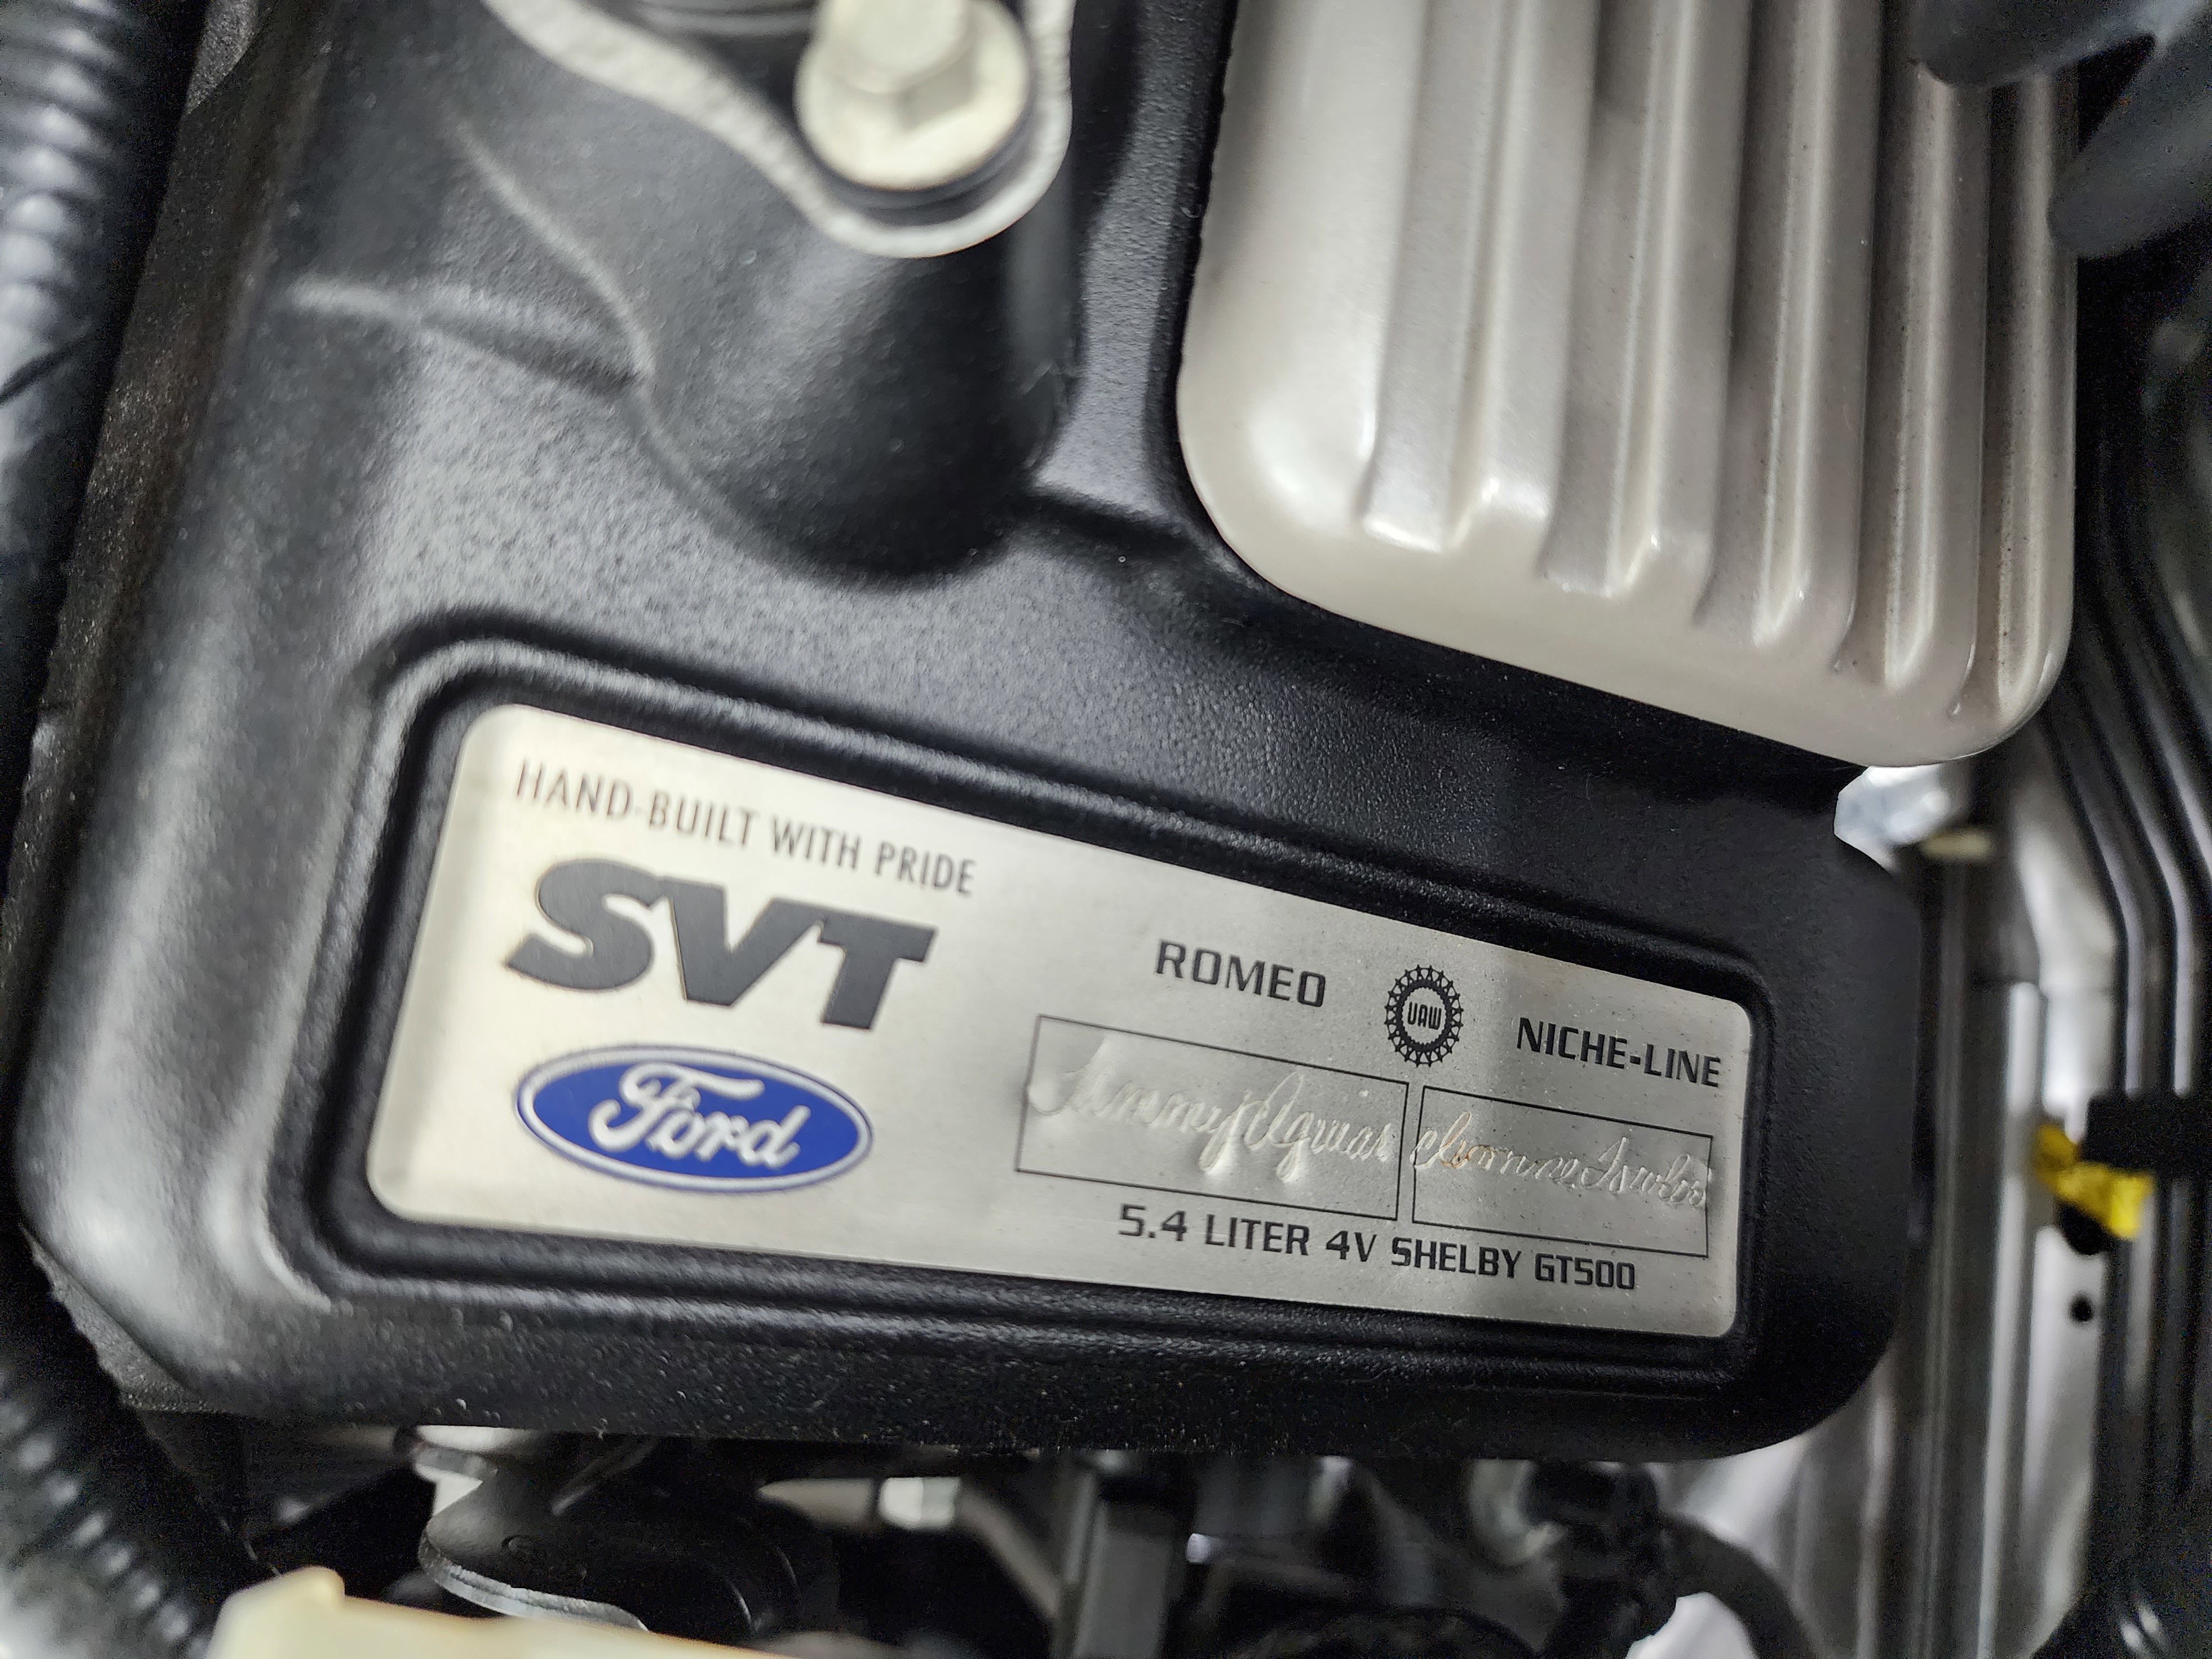 HAND-BUILT WITH PRIDE
SVT
Ford
ROMEO UAW NICHE-LINE
5.4 LITER 4V SHELBY GT500